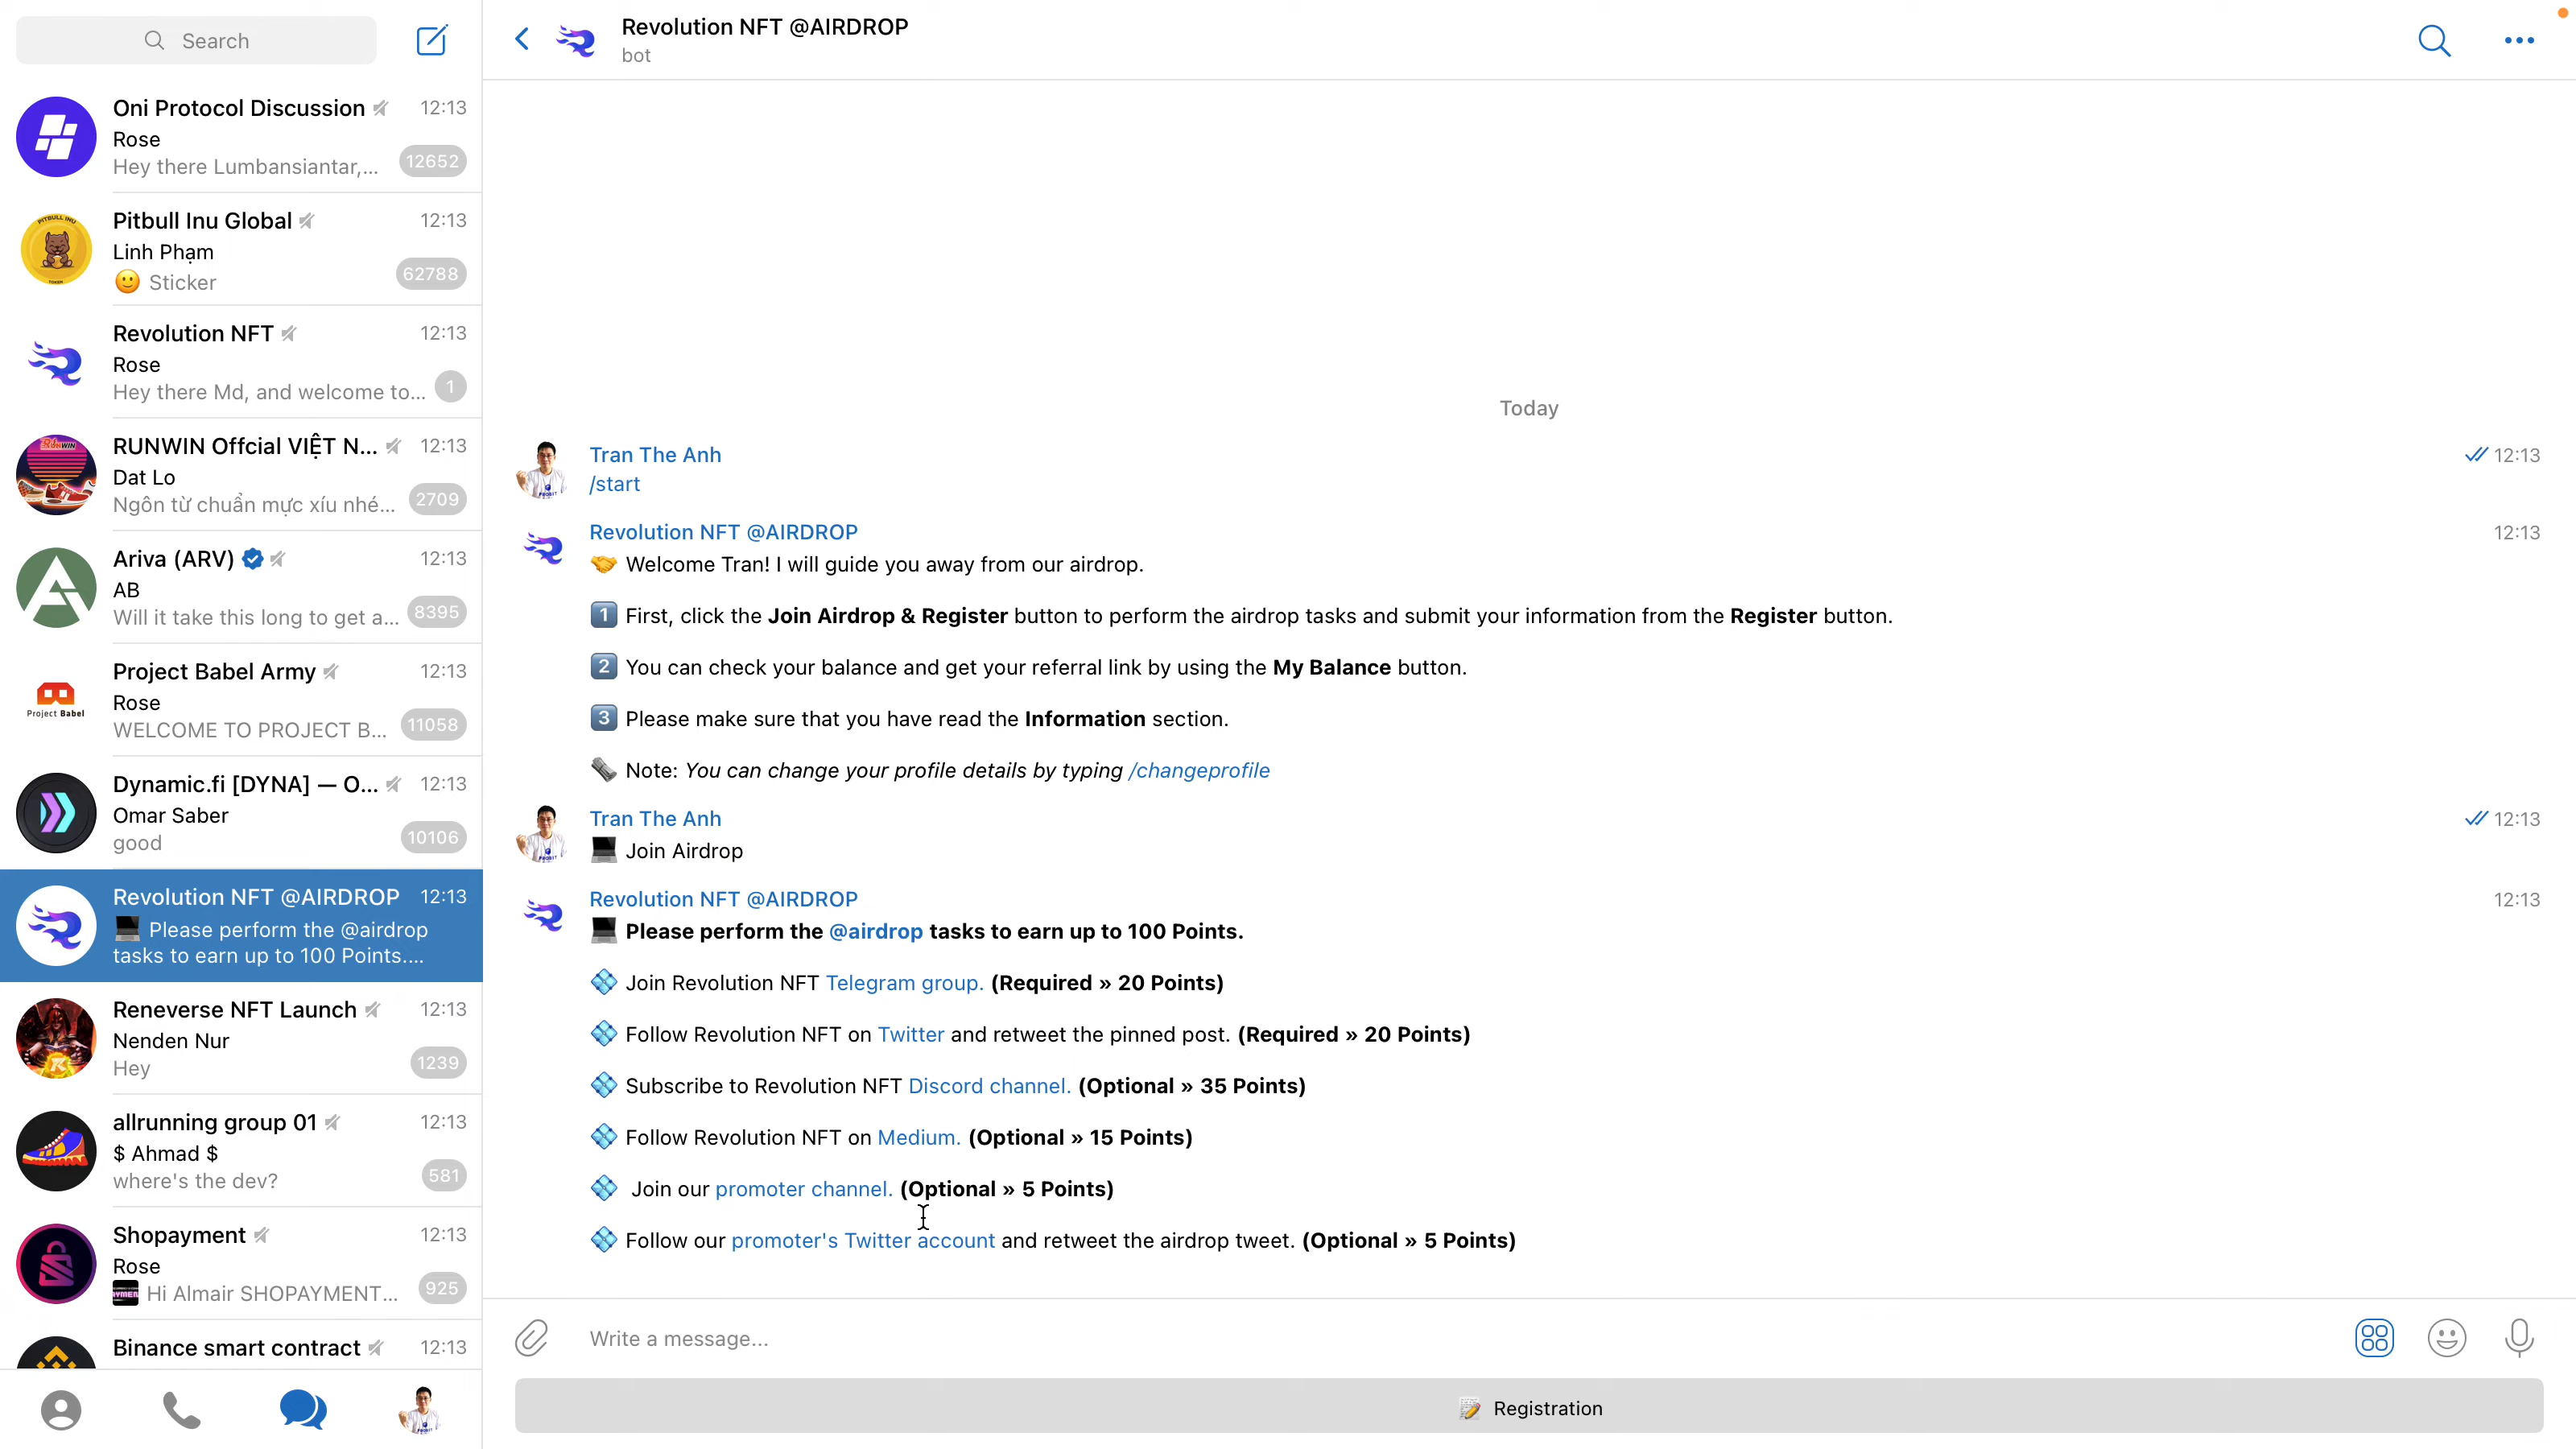 Search
Oni Protocol Discussion 12:13
Rose
Hey there Lumbansiantar,... 12652
Pitbull Inu Global 12:13
Linh Phạm
🙂 Sticker 62788
Revolution NFT 12:13
Rose
Hey there Md, and welcome to... 1
RUNWIN Offcial VIỆT N... 12:13
Dat Lo
Ngôn từ chuẩn mực xíu nhé... 2709
Ariva (ARV) 12:13
AB
Will it take this long to get a... 8395
Project Babel Army 12:13
Rose
WELCOME TO PROJECT B... 11058
Project Babel
Dynamic.fi [DYNA] — O... 12:13
Omar Saber
good 10106
Revolution NFT @AIRDROP 12:13
💻 Please perform the @airdrop
tasks to earn up to 100 Points....
Reneverse NFT Launch 12:13
Nenden Nur
Hey 1239
allrunning group 01 12:13
$ Ahmad $
where's the dev? 581
Shopayment 12:13
Rose
Hi Almair SHOPAYMENT... 925
Binance smart contract 12:13
Revolution NFT @AIRDROP
bot
Today
Tran The Anh 12:13
/start
Revolution NFT @AIRDROP 12:13
🤝 Welcome Tran! I will guide you away from our airdrop.
1️⃣ First, click the Join Airdrop & Register button to perform the airdrop tasks and submit your information from the Register button.
2️⃣ You can check your balance and get your referral link by using the My Balance button.
3️⃣ Please make sure that you have read the Information section.
🗞 Note: You can change your profile details by typing /changeprofile
Tran The Anh 12:13
💻 Join Airdrop
Revolution NFT @AIRDROP 12:13
💻 Please perform the @airdrop tasks to earn up to 100 Points.
💠 Join Revolution NFT Telegram group. (Required » 20 Points)
💠 Follow Revolution NFT on Twitter and retweet the pinned post. (Required » 20 Points)
💠 Subscribe to Revolution NFT Discord channel. (Optional » 35 Points)
💠 Follow Revolution NFT on Medium. (Optional » 15 Points)
💠 Join our promoter channel. (Optional » 5 Points)
💠 Follow our promoter's Twitter account and retweet the airdrop tweet. (Optional » 5 Points)
Write a message...
📝 Registration